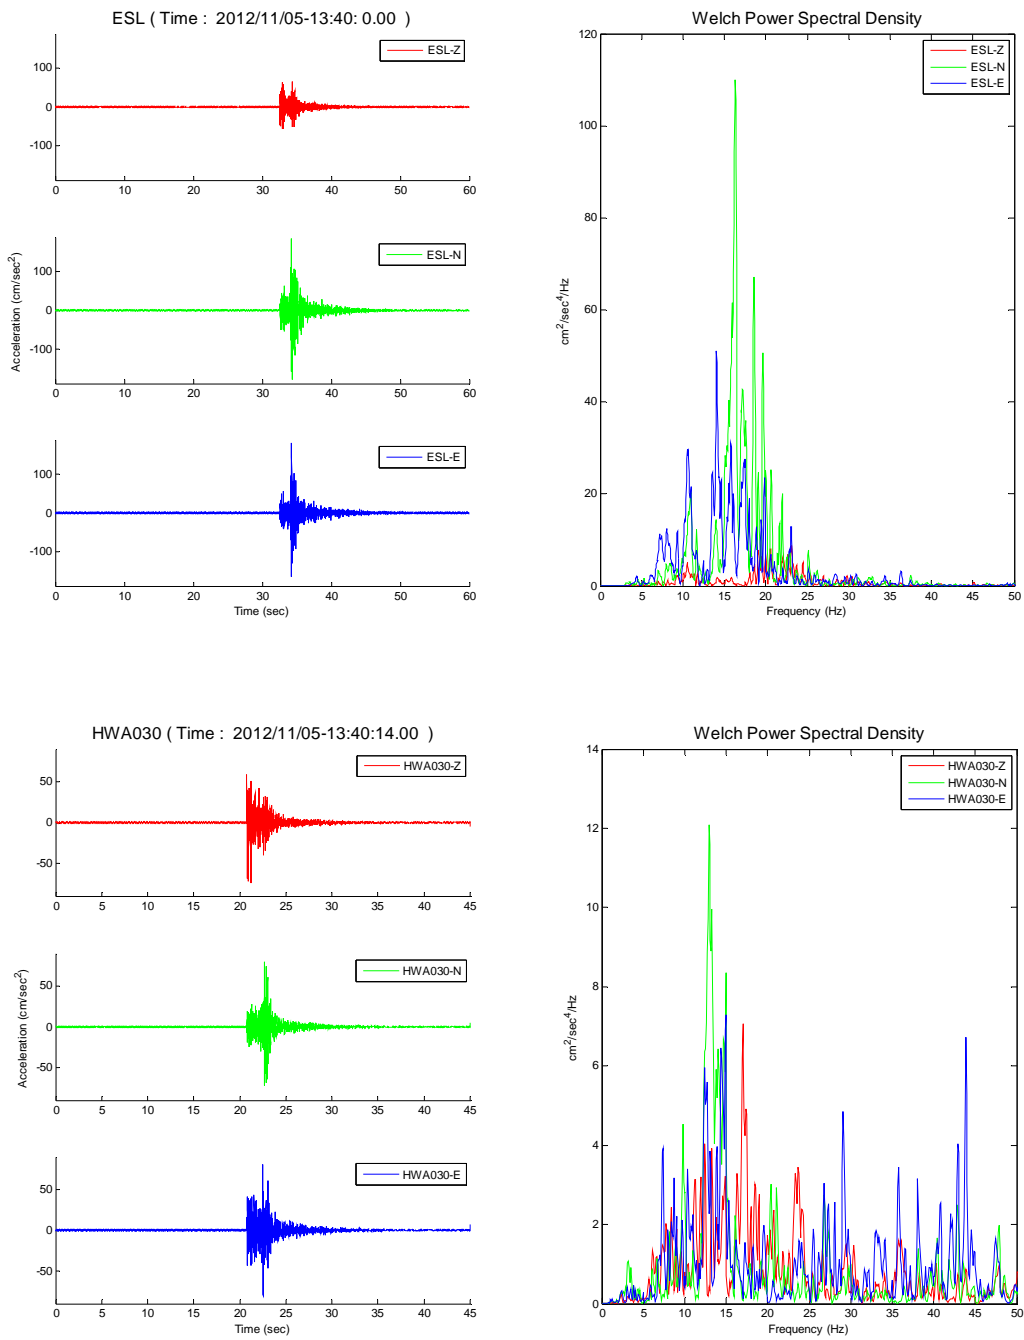 ESL ( Time :  2012/11/05-13:40: 0.00  )
ESL-Z
100
0
-100
0 10 20 30 40 50 60
ESL-N
100
0
-100
Acceleration (cm/sec²)
0 10 20 30 40 50 60
ESL-E
100
0
-100
0 10 20 30 40 50 60
Time (sec)
Welch Power Spectral Density
ESL-Z
ESL-N
ESL-E
120
100
80
60
40
20
0
cm²/sec⁴/Hz
0 5 10 15 20 25 30 35 40 45 50
Frequency (Hz)
HWA030 ( Time :  2012/11/05-13:40:14.00  )
HWA030-Z
50
0
-50
0 5 10 15 20 25 30 35 40 45
HWA030-N
50
0
-50
Acceleration (cm/sec²)
0 5 10 15 20 25 30 35 40 45
HWA030-E
50
0
-50
0 5 10 15 20 25 30 35 40 45
Time (sec)
Welch Power Spectral Density
HWA030-Z
HWA030-N
HWA030-E
14
12
10
8
6
4
2
0
cm²/sec⁴/Hz
0 5 10 15 20 25 30 35 40 45 50
Frequency (Hz)